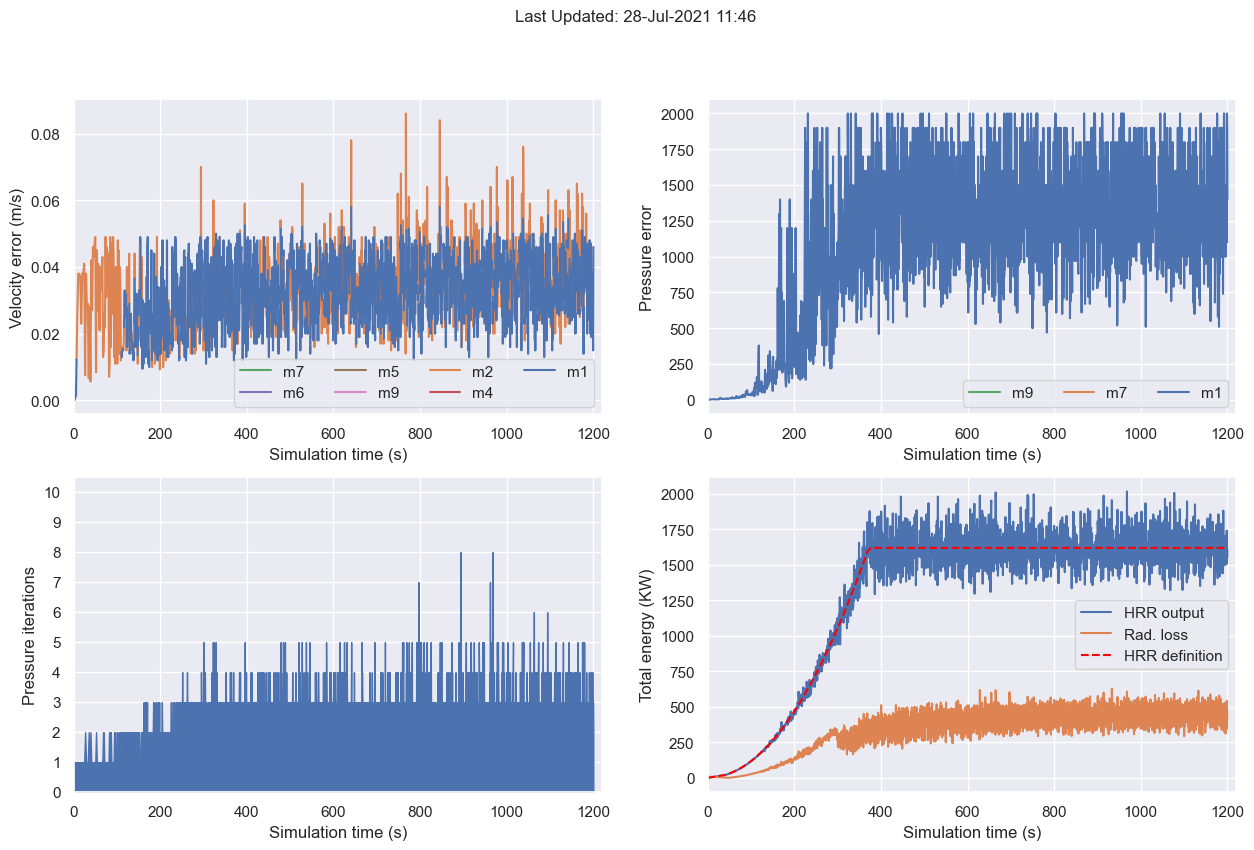 Last Updated: 28-Jul-2021 11:46
Velocity error (m/s)
0.08
0.06
0.04
0.02
0.00
m7 m5 m2 m1
m6 m9 m4
0 200 400 600 800 1000 1200
Simulation time (s)
Pressure error
2000
1750
1500
1250
1000
750
500
250
0
m9 m7 m1
0 200 400 600 800 1000 1200
Simulation time (s)
Pressure iterations
10
9
8
7
6
5
4
3
2
1
0
0 200 400 600 800 1000 1200
Simulation time (s)
Total energy (KW)
2000
1750
1500
1250
1000
750
500
250
0
HRR output
Rad. loss
HRR definition
0 200 400 600 800 1000 1200
Simulation time (s)